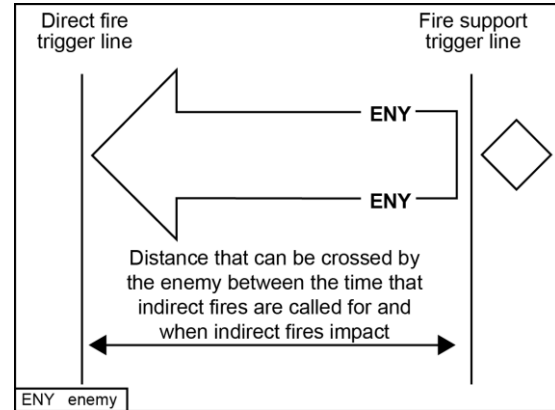 Direct fire
trigger line
Fire support
trigger line
ENY
ENY
Distance that can be crossed by
the enemy between the time that
indirect fires are called for and
when indirect fires impact
ENY enemy